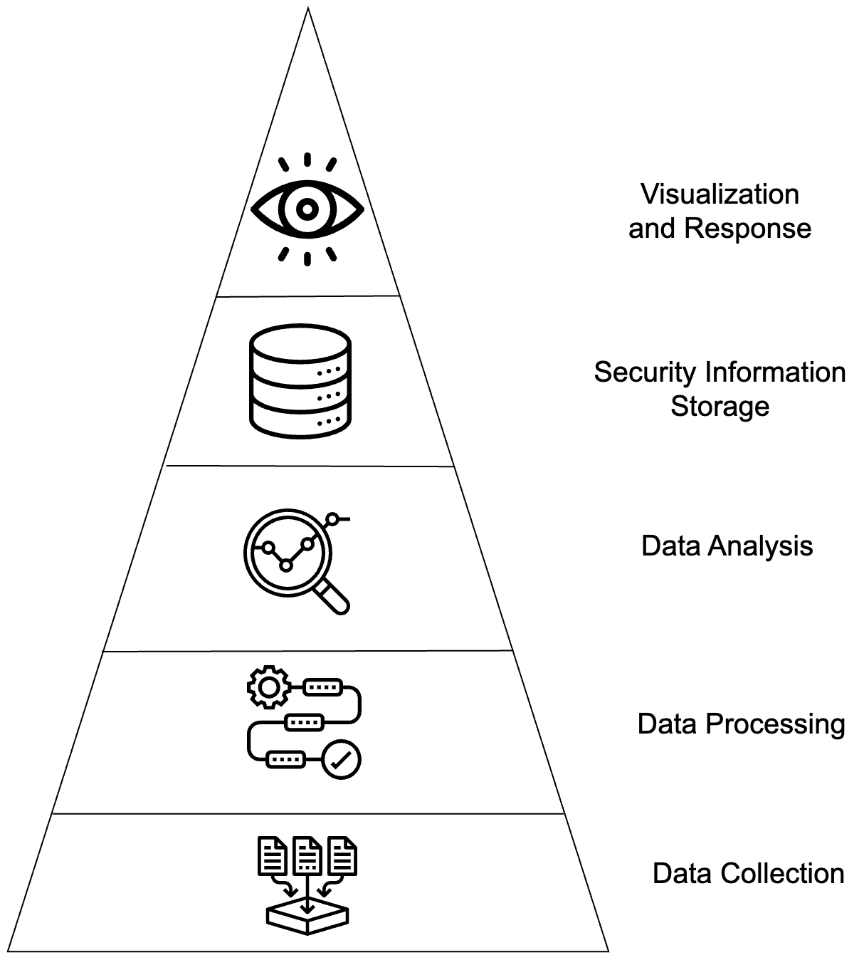 Visualization
and Response
Security Information
Storage
Data Analysis
Data Processing
Data Collection